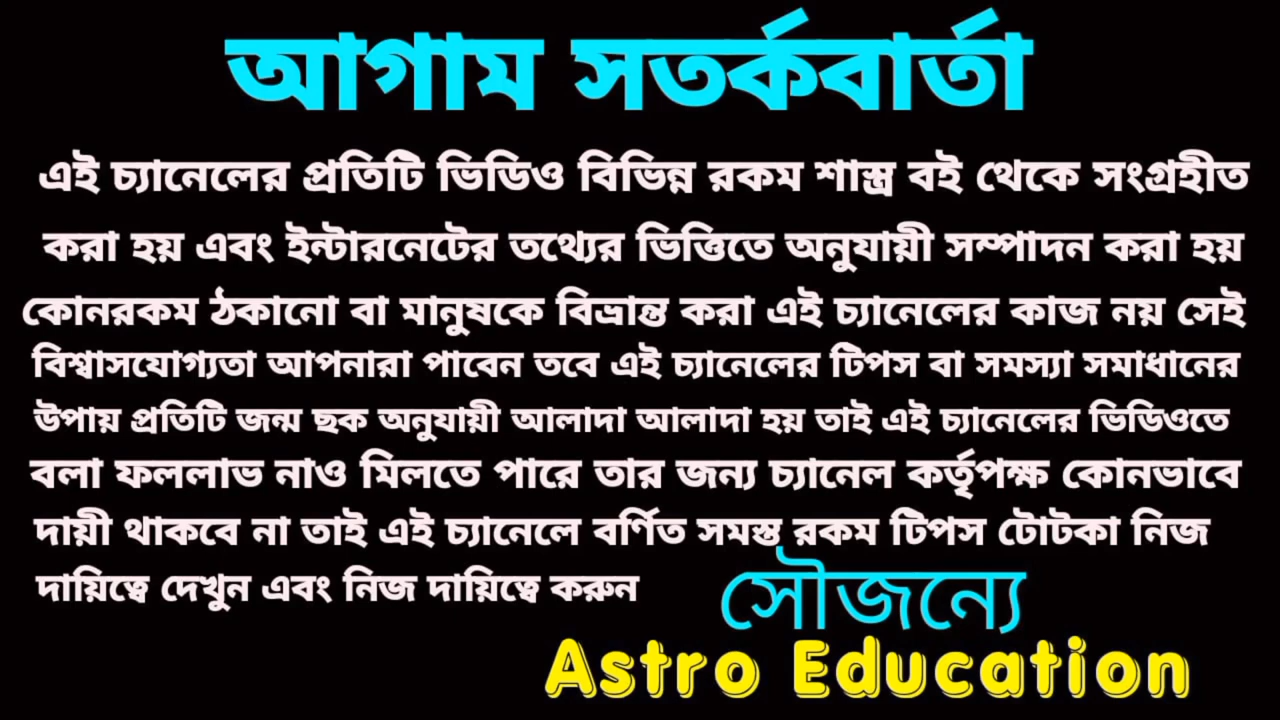 আগাম সতর্কবার্তা
এই চ্যানেলের প্রতিটি ভিডিও বিভিন্ন রকম শাস্ত্র বই থেকে সংগ্রহীত
করা হয় এবং ইন্টারনেটের তথ্যের ভিত্তিতে অনুযায়ী সম্পাদন করা হয়
কোনরকম ঠকানো বা মানুষকে বিভ্রান্ত করা এই চ্যানেলের কাজ নয় সেই
বিশ্বাসযোগ্যতা আপনারা পাবেন তবে এই চ্যানেলের টিপস বা সমস্যা সমাধানের
উপায় প্রতিটি জন্ম ছক অনুযায়ী আলাদা আলাদা হয় তাই এই চ্যানেলের ভিডিওতে
বলা ফললাভ নাও মিলতে পারে তার জন্য চ্যানেল কর্তৃপক্ষ কোনভাবে
দায়ী থাকবে না তাই এই চ্যানেলে বর্ণিত সমস্ত রকম টিপস টোটকা নিজ
দায়িত্বে দেখুন এবং নিজ দায়িত্বে করুন
সৌজন্যে
Astro Education